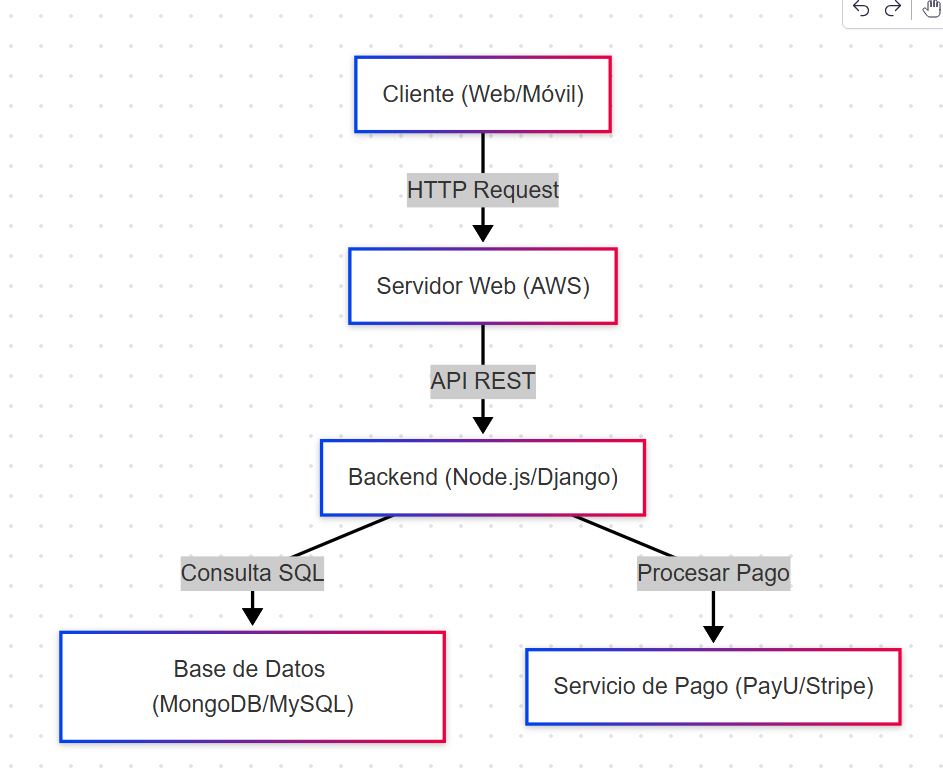 Cliente (Web/Móvil)
HTTP Request
Servidor Web (AWS)
API REST
Backend (Node.js/Django)
Consulta SQL
Procesar Pago
Base de Datos
(MongoDB/MySQL)
Servicio de Pago (PayU/Stripe)